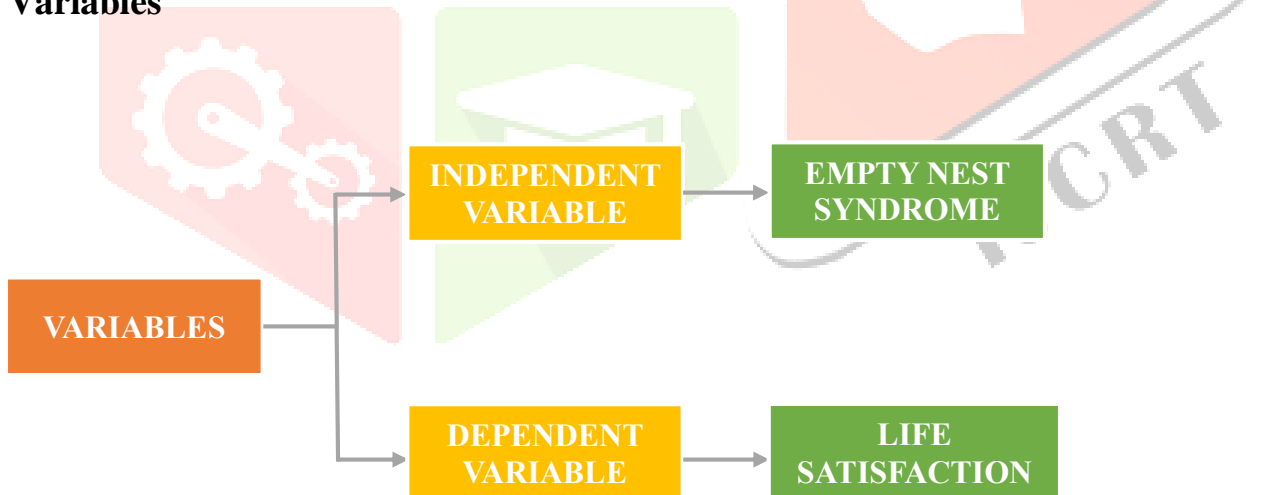 Variables
INDEPENDENT
VARIABLE
EMPTY NEST
SYNDROME
VARIABLES
DEPENDENT
VARIABLE
LIFE
SATISFACTION